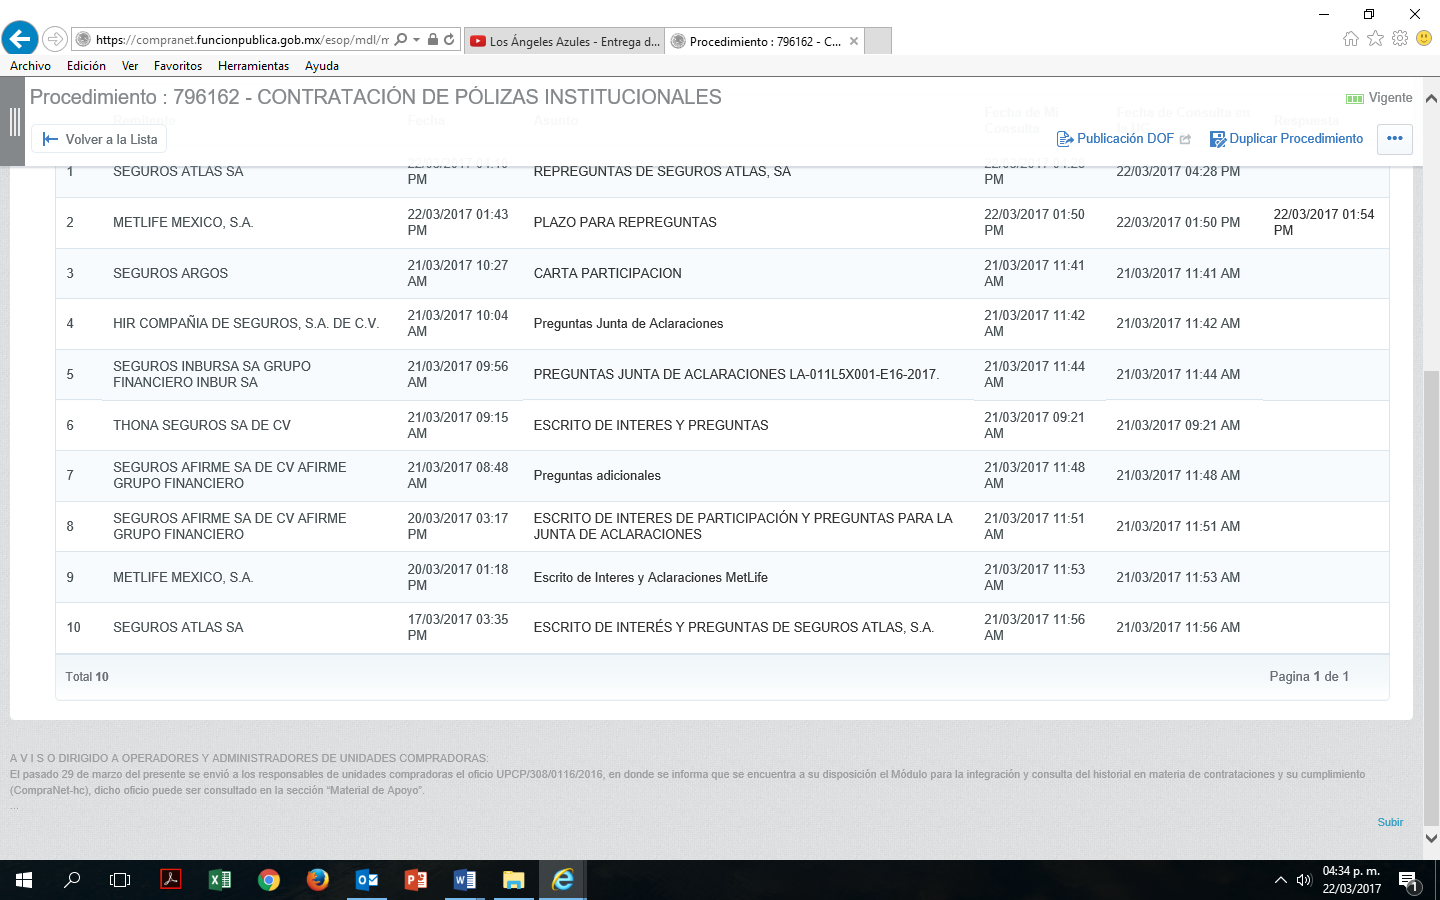 https://compranet.funcionpublica.gob.mx/esop/mdl/m
Los Ángeles Azules - Entrega d...
Procedimiento : 796162 - C...
Archivo Edición Ver Favoritos Herramientas Ayuda
Procedimiento : 796162 - CONTRATACIÓN DE PÓLIZAS INSTITUCIONALES
Vigente
Remitente Fecha Asunto Fecha de Mi Consulta Fecha de Consulta en Respuesta
Volver a la Lista
Publicación DOF
Duplicar Procedimiento
1 SEGUROS ATLAS SA PM REPREGUNTAS DE SEGUROS ATLAS, SA PM 22/03/2017 04:28 PM
2 METLIFE MEXICO, S.A. 22/03/2017 01:43 PM PLAZO PARA REPREGUNTAS 22/03/2017 01:50 PM 22/03/2017 01:50 PM 22/03/2017 01:54 PM
3 SEGUROS ARGOS 21/03/2017 10:27 AM CARTA PARTICIPACION 21/03/2017 11:41 AM 21/03/2017 11:41 AM
4 HIR COMPAÑIA DE SEGUROS, S.A. DE C.V. 21/03/2017 10:04 AM Preguntas Junta de Aclaraciones 21/03/2017 11:42 AM 21/03/2017 11:42 AM
5 SEGUROS INBURSA SA GRUPO FINANCIERO INBUR SA 21/03/2017 09:56 AM PREGUNTAS JUNTA DE ACLARACIONES LA-011L5X001-E16-2017. 21/03/2017 11:44 AM 21/03/2017 11:44 AM
6 THONA SEGUROS SA DE CV 21/03/2017 09:15 AM ESCRITO DE INTERES Y PREGUNTAS 21/03/2017 09:21 AM 21/03/2017 09:21 AM
7 SEGUROS AFIRME SA DE CV AFIRME GRUPO FINANCIERO 21/03/2017 08:48 AM Preguntas adicionales 21/03/2017 11:48 AM 21/03/2017 11:48 AM
8 SEGUROS AFIRME SA DE CV AFIRME GRUPO FINANCIERO 20/03/2017 03:17 PM ESCRITO DE INTERES DE PARTICIPACIÓN Y PREGUNTAS PARA LA JUNTA DE ACLARACIONES 21/03/2017 11:51 AM 21/03/2017 11:51 AM
9 METLIFE MEXICO, S.A. 20/03/2017 01:18 PM Escrito de Interes y Aclaraciones MetLife 21/03/2017 11:53 AM 21/03/2017 11:53 AM
10 SEGUROS ATLAS SA 17/03/2017 03:35 PM ESCRITO DE INTERÉS Y PREGUNTAS DE SEGUROS ATLAS, S.A. 21/03/2017 11:56 AM 21/03/2017 11:56 AM
Total 10
Pagina 1 de 1
A V I S O DIRIGIDO A OPERADORES Y ADMINISTRADORES DE UNIDADES COMPRADORAS:
El pasado 29 de marzo del presente se envió a los responsables de unidades compradoras el oficio UPCP/308/0116/2016, en donde se informa que se encuentra a su disposición el Módulo para la integración y consulta del historial en materia de contrataciones y su cumplimiento
(CompraNet-hc), dicho oficio puede ser consultado en la sección “Material de Apoyo”.
...
Subir
04:34 p. m.
22/03/2017
1